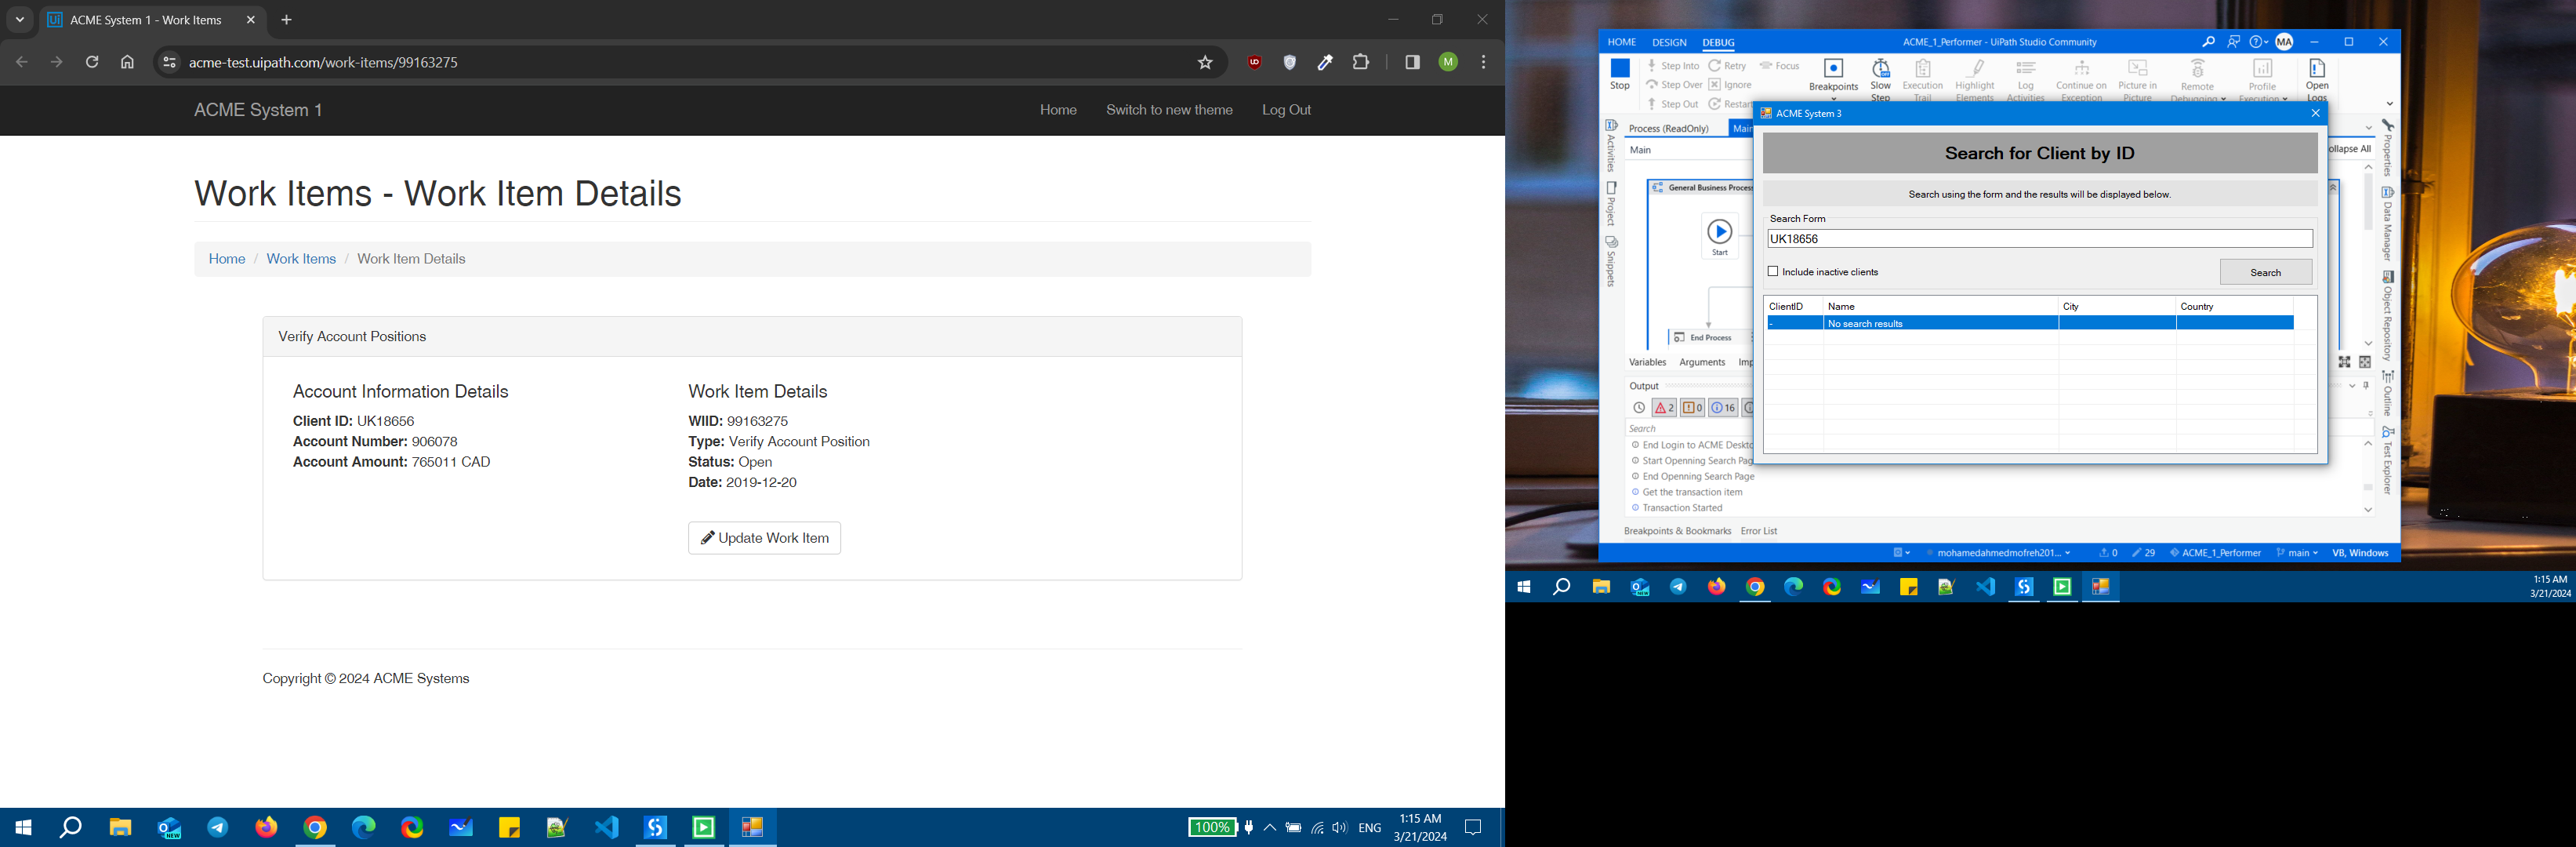 ACME System 1 - Work Items
acme-test.uipath.com/work-items/99163275
M
ACME System 1
Home
Switch to new theme
Log Out
Work Items - Work Item Details
Home / Work Items / Work Item Details
Verify Account Positions
Account Information Details
Client ID: UK18656
Account Number: 906078
Account Amount: 765011 CAD
Work Item Details
WIID: 99163275
Type: Verify Account Position
Status: Open
Date: 2019-12-20
Update Work Item
Copyright © 2024 ACME Systems
100%
ENG
1:15 AM
3/21/2024
HOME DESIGN DEBUG
ACME_1_Performer - UiPath Studio Community
MA
Stop
Step Into
Step Over
Step Out
Retry
Ignore
Restart
Focus
Breakpoints
Slow Step
Execution Trail
Highlight Elements
Log Activities
Continue on Exception
Picture in Picture
Remote Debugging
Profile Execution
Open Logs
Process (ReadOnly)
Main
Main
ollapse All
Activities
Project
Snippets
General Business Process
Start
End Process
Variables
Arguments
Imp
Output
2
0
16
Search
End Login to ACME Deskto
Start Openning Search Pag
End Openning Search Page
Get the transaction item
Transaction Started
Breakpoints & Bookmarks
Error List
mohamedahmedmofreh201...
0
29
ACME_1_Performer
main
VB, Windows
Properties
Data Manager
Object Repository
Outline
Test Explorer
ACME System 3
Search for Client by ID
Search using the form and the results will be displayed below.
Search Form
UK18656
Include inactive clients
Search
ClientID Name City Country
- No search results
1:15 AM
3/21/2024